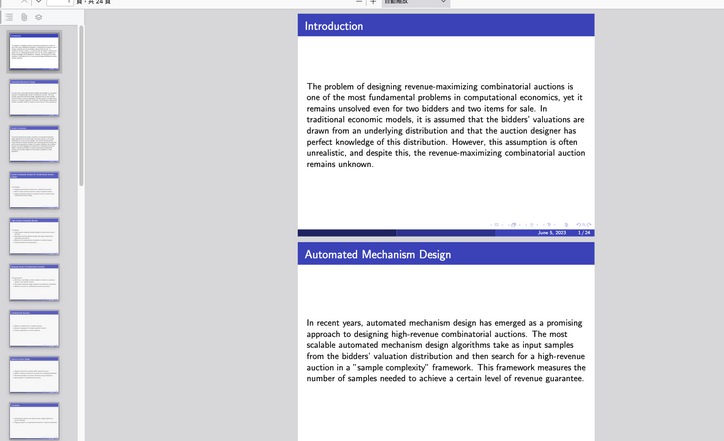 頁，共 24 頁
自動縮放
Introduction
The problem of designing revenue-maximizing combinatorial auctions is
one of the most fundamental problems in computational economics, yet it
remains unsolved even for two bidders and two items for sale. In
traditional economic models, it is assumed that the bidders' valuations are
drawn from an underlying distribution and that the auction designer has
perfect knowledge of this distribution. However, this assumption is often
unrealistic, and despite this, the revenue-maximizing combinatorial auction
remains unknown.
June 5, 2023 1 / 24
Automated Mechanism Design
In recent years, automated mechanism design has emerged as a promising
approach to designing high-revenue combinatorial auctions. The most
scalable automated mechanism design algorithms take as input samples
from the bidders' valuation distribution and then search for a high-revenue
auction in a "sample complexity" framework. This framework measures the
number of samples needed to achieve a certain level of revenue guarantee.